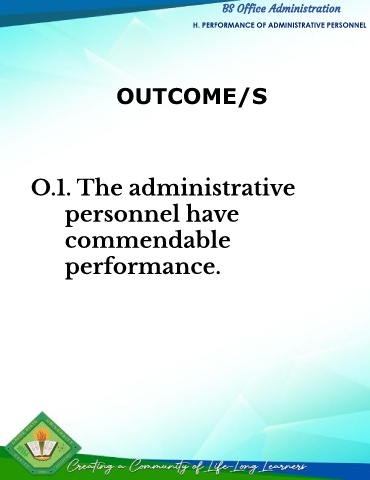 BS Office Administration
H. PERFORMANCE OF ADMINISTRATIVE PERSONNEL
OUTCOME/S
O.1. The administrative
personnel have
commendable
performance.
Creating a Community of Life-Long Learners